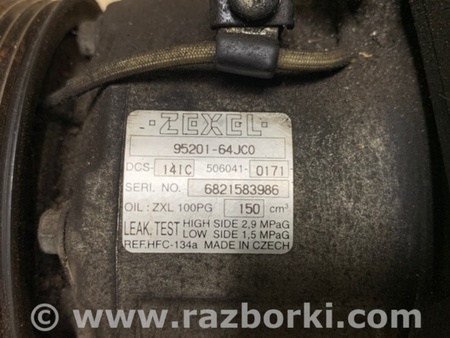 ·ZEXEL·
95201-64JC0
DCS- 141C 506041- 0171
SERI. NO. 6821583986
OIL : ZXL 100PG 150 cm³
LEAK. TEST HIGH SIDE 2,9 MPaG
LOW SIDE 1,5 MPaG
REF.HFC-134a MADE IN CZECH
© www.razborki.com